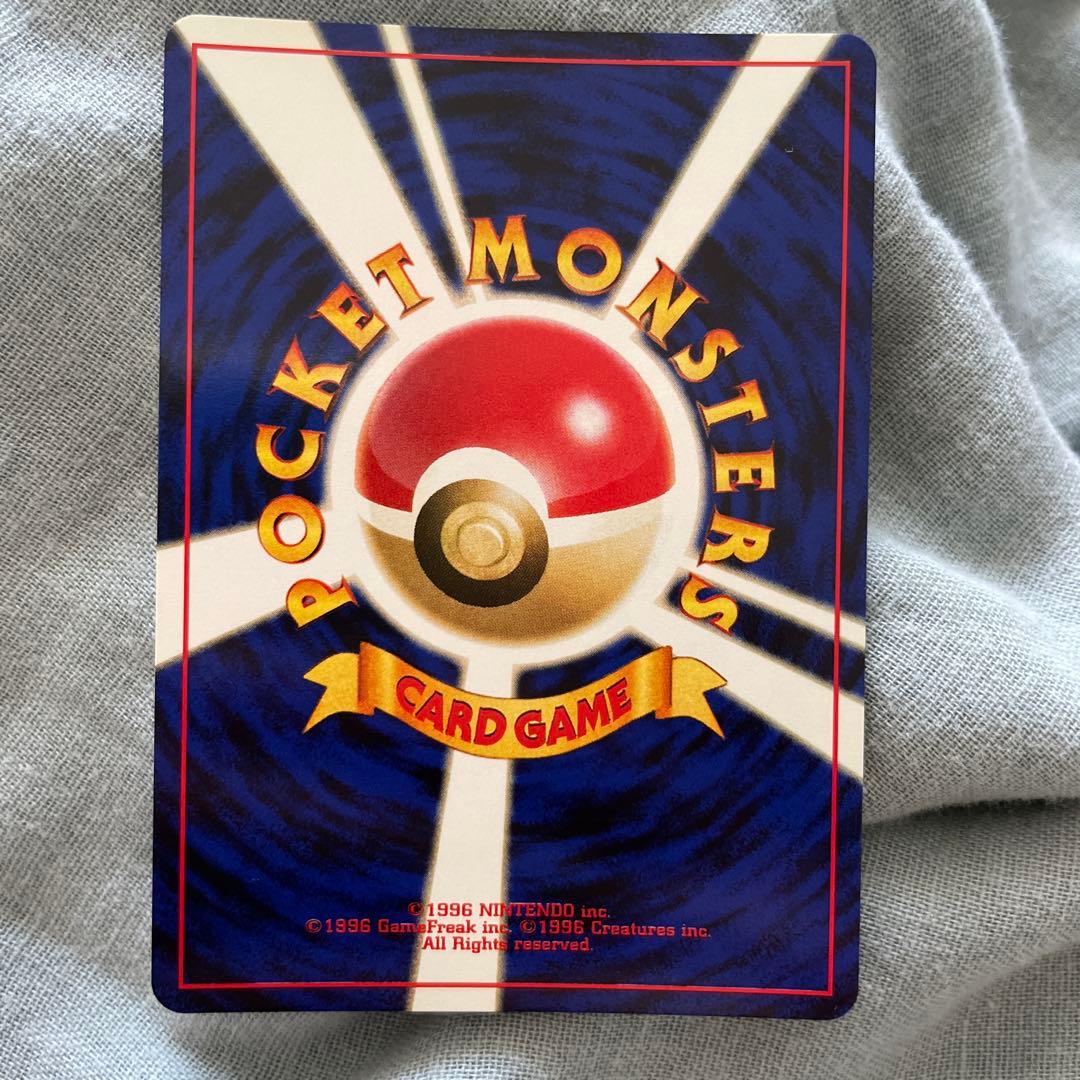 POCKET MONSTERS
CARD GAME
©1996 NINTENDO inc.
©1996 GameFreak inc. ©1996 Creatures inc.
All Rights reserved.